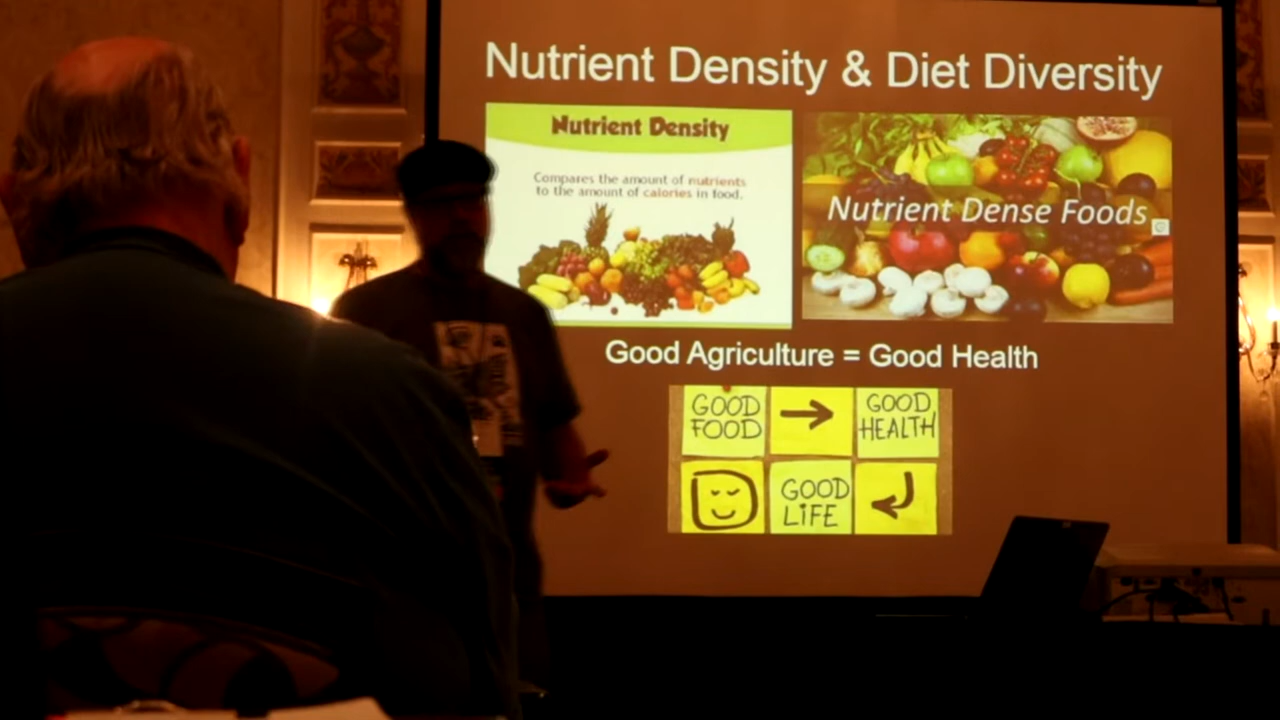 Nutrient Density & Diet Diversity
Nutrient Density
Compares the amount of nutrients
to the amount of calories in food.
Nutrient Dense Foods
Good Agriculture = Good Health
GOOD
FOOD
GOOD
HEALTH
GOOD
LiFE